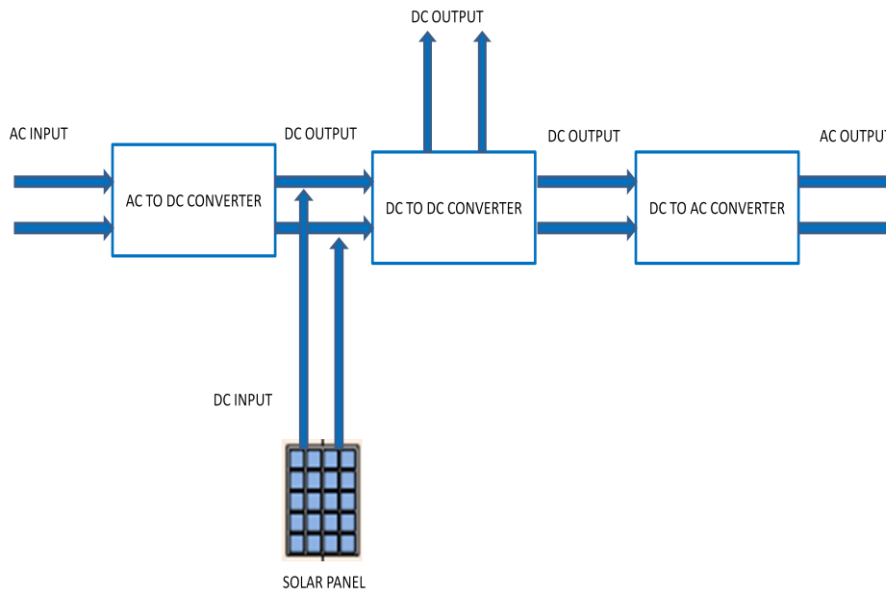 DC OUTPUT
AC INPUT
DC OUTPUT
DC OUTPUT
AC OUTPUT
AC TO DC CONVERTER
DC TO DC CONVERTER
DC TO AC CONVERTER
DC INPUT
SOLAR PANEL